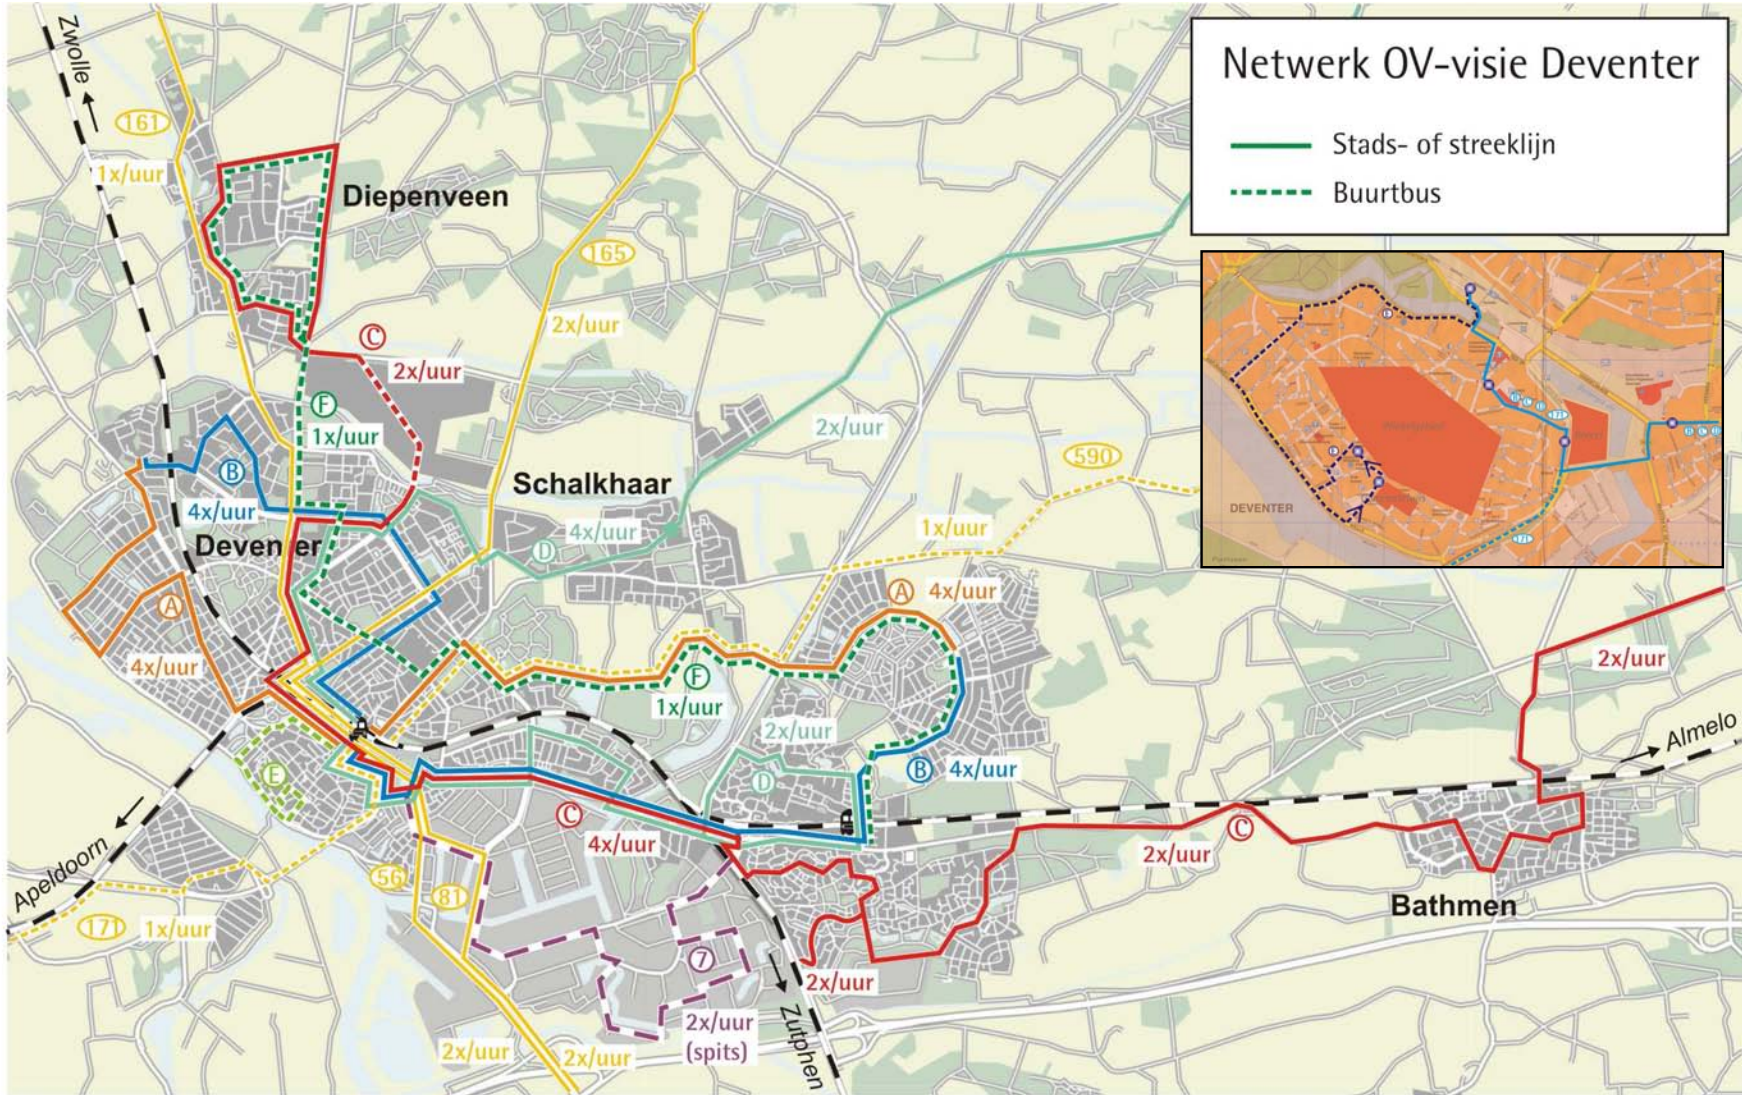 Netwerk OV-visie Deventer
Stads- of streeklijn
Buurtbus
Zwolle
161
1x/uur
Diepenveen
165
2x/uur
C
2x/uur
F
1x/uur
2x/uur
590
Schalkhaar
B
4x/uur
Deventer
4x/uur
D
1x/uur
A
4x/uur
A
4x/uur
F
1x/uur
2x/uur
D
B
4x/uur
E
C
4x/uur
2x/uur
Almelo
C
2x/uur
Bathmen
Apeldoorn
171
1x/uur
56
81
7
2x/uur
2x/uur
(spits)
Zutphen
2x/uur
2x/uur
DEVENTER
171
171